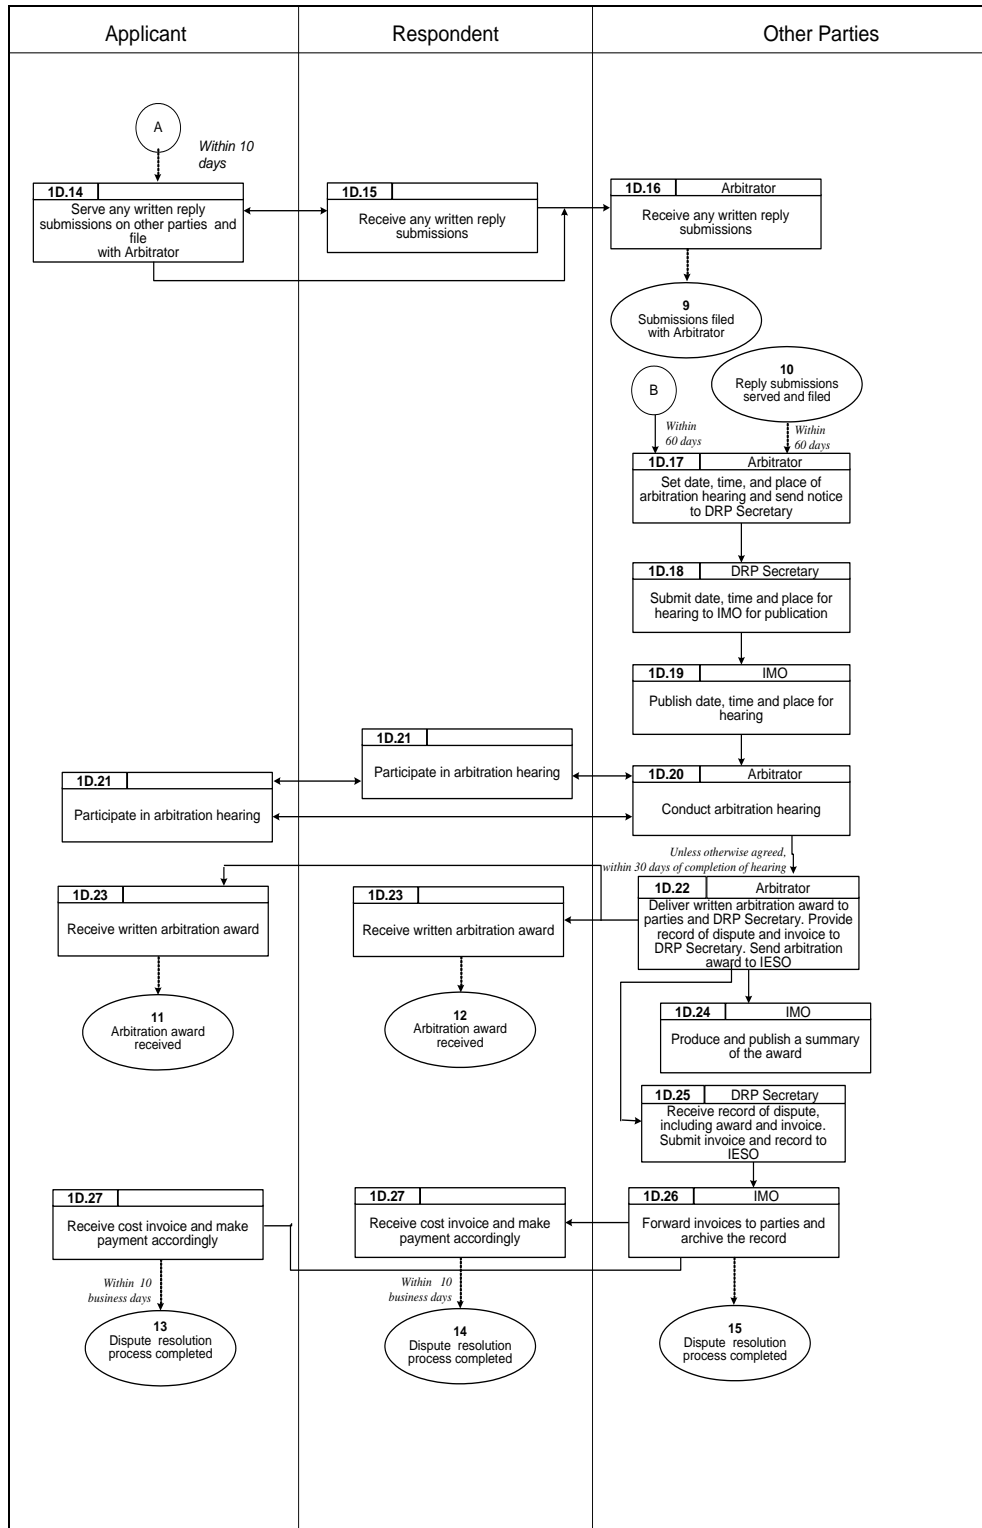 Applicant
Respondent
Other Parties
A
Within 10
days
1D.14
Serve any written reply
submissions on other parties and
file
with Arbitrator
1D.15
Receive any written reply
submissions
1D.16 Arbitrator
Receive any written reply
submissions
9
Submissions filed
with Arbitrator
10
Reply submissions
served and filed
B
Within
60 days
Within
60 days
1D.17 Arbitrator
Set date, time, and place of
arbitration hearing and send notice
to DRP Secretary
1D.18 DRP Secretary
Submit date, time and place for
hearing to IMO for publication
1D.19 IMO
Publish date, time and place for
hearing
1D.21
Participate in arbitration hearing
1D.21
Participate in arbitration hearing
1D.20 Arbitrator
Conduct arbitration hearing
Unless otherwise agreed,
within 30 days of completion of hearing
1D.23
Receive written arbitration award
1D.23
Receive written arbitration award
1D.22 Arbitrator
Deliver written arbitration award to
parties and DRP Secretary. Provide
record of dispute and invoice to
DRP Secretary. Send arbitration
award to IESO
11
Arbitration award
received
12
Arbitration award
received
1D.24 IMO
Produce and publish a summary
of the award
1D.25 DRP Secretary
Receive record of dispute,
including award and invoice.
Submit invoice and record to
IESO
1D.27
Receive cost invoice and make
payment accordingly
1D.27
Receive cost invoice and make
payment accordingly
1D.26 IMO
Forward invoices to parties and
archive the record
Within 10
business days
Within 10
business days
13
Dispute resolution
process completed
14
Dispute resolution
process completed
15
Dispute resolution
process completed